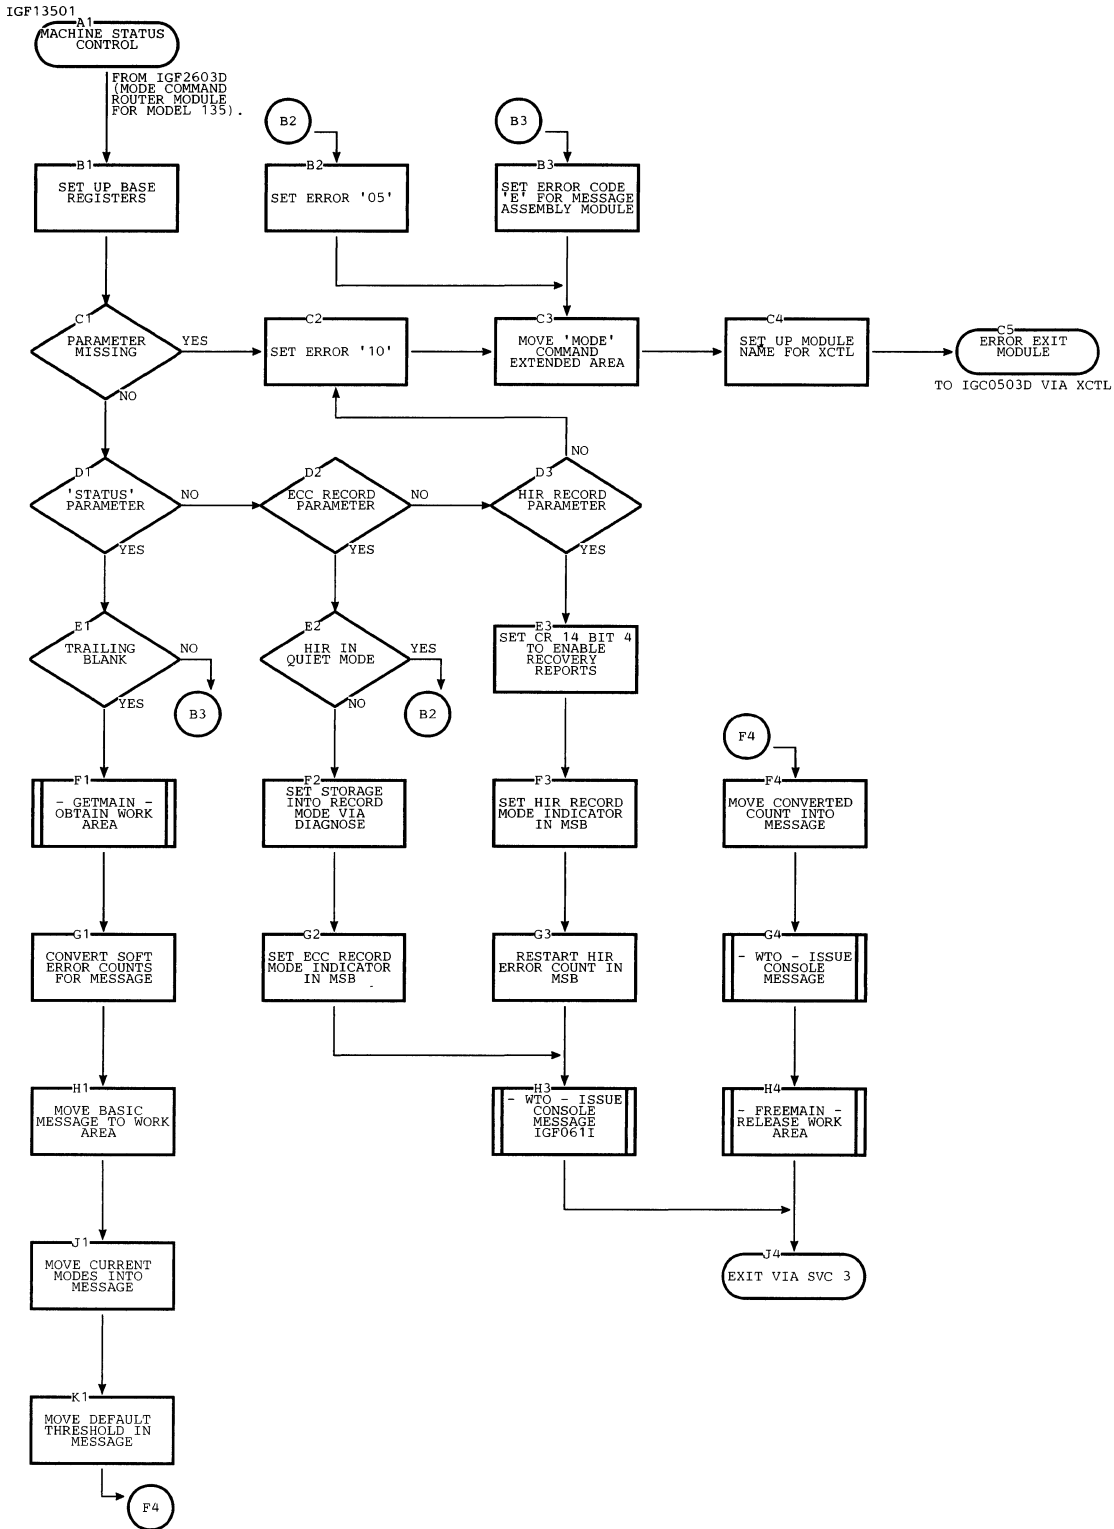 IGF13501
A1
MACHINE STATUS
CONTROL
FROM IGF2603D
(MODE COMMAND
ROUTER MODULE
FOR MODEL 135).
B2
B3
B1
SET UP BASE
REGISTERS
B2
SET ERROR '05'
B3
SET ERROR CODE
'E' FOR MESSAGE
ASSEMBLY MODULE
C1
PARAMETER
MISSING
YES
NO
C2
SET ERROR '10'
C3
MOVE 'MODE'
COMMAND
EXTENDED AREA
C4
SET UP MODULE
NAME FOR XCTL
C5
ERROR EXIT
MODULE
TO IGC0503D VIA XCTL
D1
'STATUS'
PARAMETER
NO
YES
D2
ECC RECORD
PARAMETER
NO
YES
D3
HIR RECORD
PARAMETER
NO
YES
E1
TRAILING
BLANK
NO
YES
B3
E2
HIR IN
QUIET MODE
YES
NO
B2
E3
SET CR 14 BIT 4
TO ENABLE
RECOVERY
REPORTS
F4
F1
- GETMAIN -
OBTAIN WORK
AREA
F2
SET STORAGE
INTO RECORD
MODE VIA
DIAGNOSE
F3
SET HIR RECORD
MODE INDICATOR
IN MSB
F4
MOVE CONVERTED
COUNT INTO
MESSAGE
G1
CONVERT SOFT
ERROR COUNTS
FOR MESSAGE
G2
SET ECC RECORD
MODE INDICATOR
IN MSB
G3
RESTART HIR
ERROR COUNT IN
MSB
G4
- WTO - ISSUE
CONSOLE
MESSAGE
H1
MOVE BASIC
MESSAGE TO WORK
AREA
H3
- WTO - ISSUE
CONSOLE
MESSAGE
IGF061I
H4
- FREEMAIN -
RELEASE WORK
AREA
J1
MOVE CURRENT
MODES INTO
MESSAGE
J4
EXIT VIA SVC 3
K1
MOVE DEFAULT
THRESHOLD IN
MESSAGE
F4